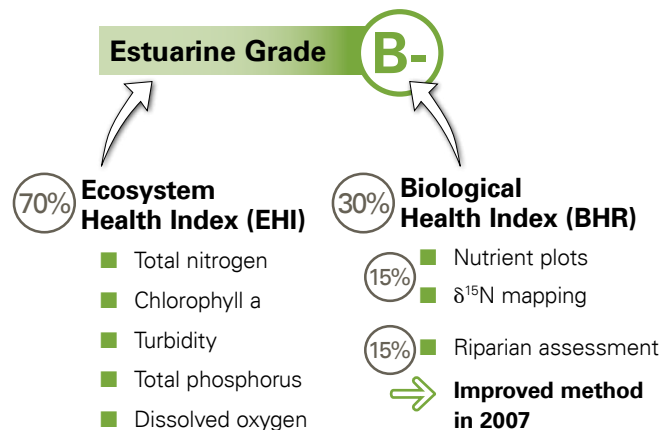 Estuarine Grade
B-
70%
Ecosystem
Health Index (EHI)
Total nitrogen
Chlorophyll a
Turbidity
Total phosphorus
Dissolved oxygen
30%
Biological
Health Index (BHR)
15%
Nutrient plots
δ¹⁵N mapping
15%
Riparian assessment
Improved method
in 2007